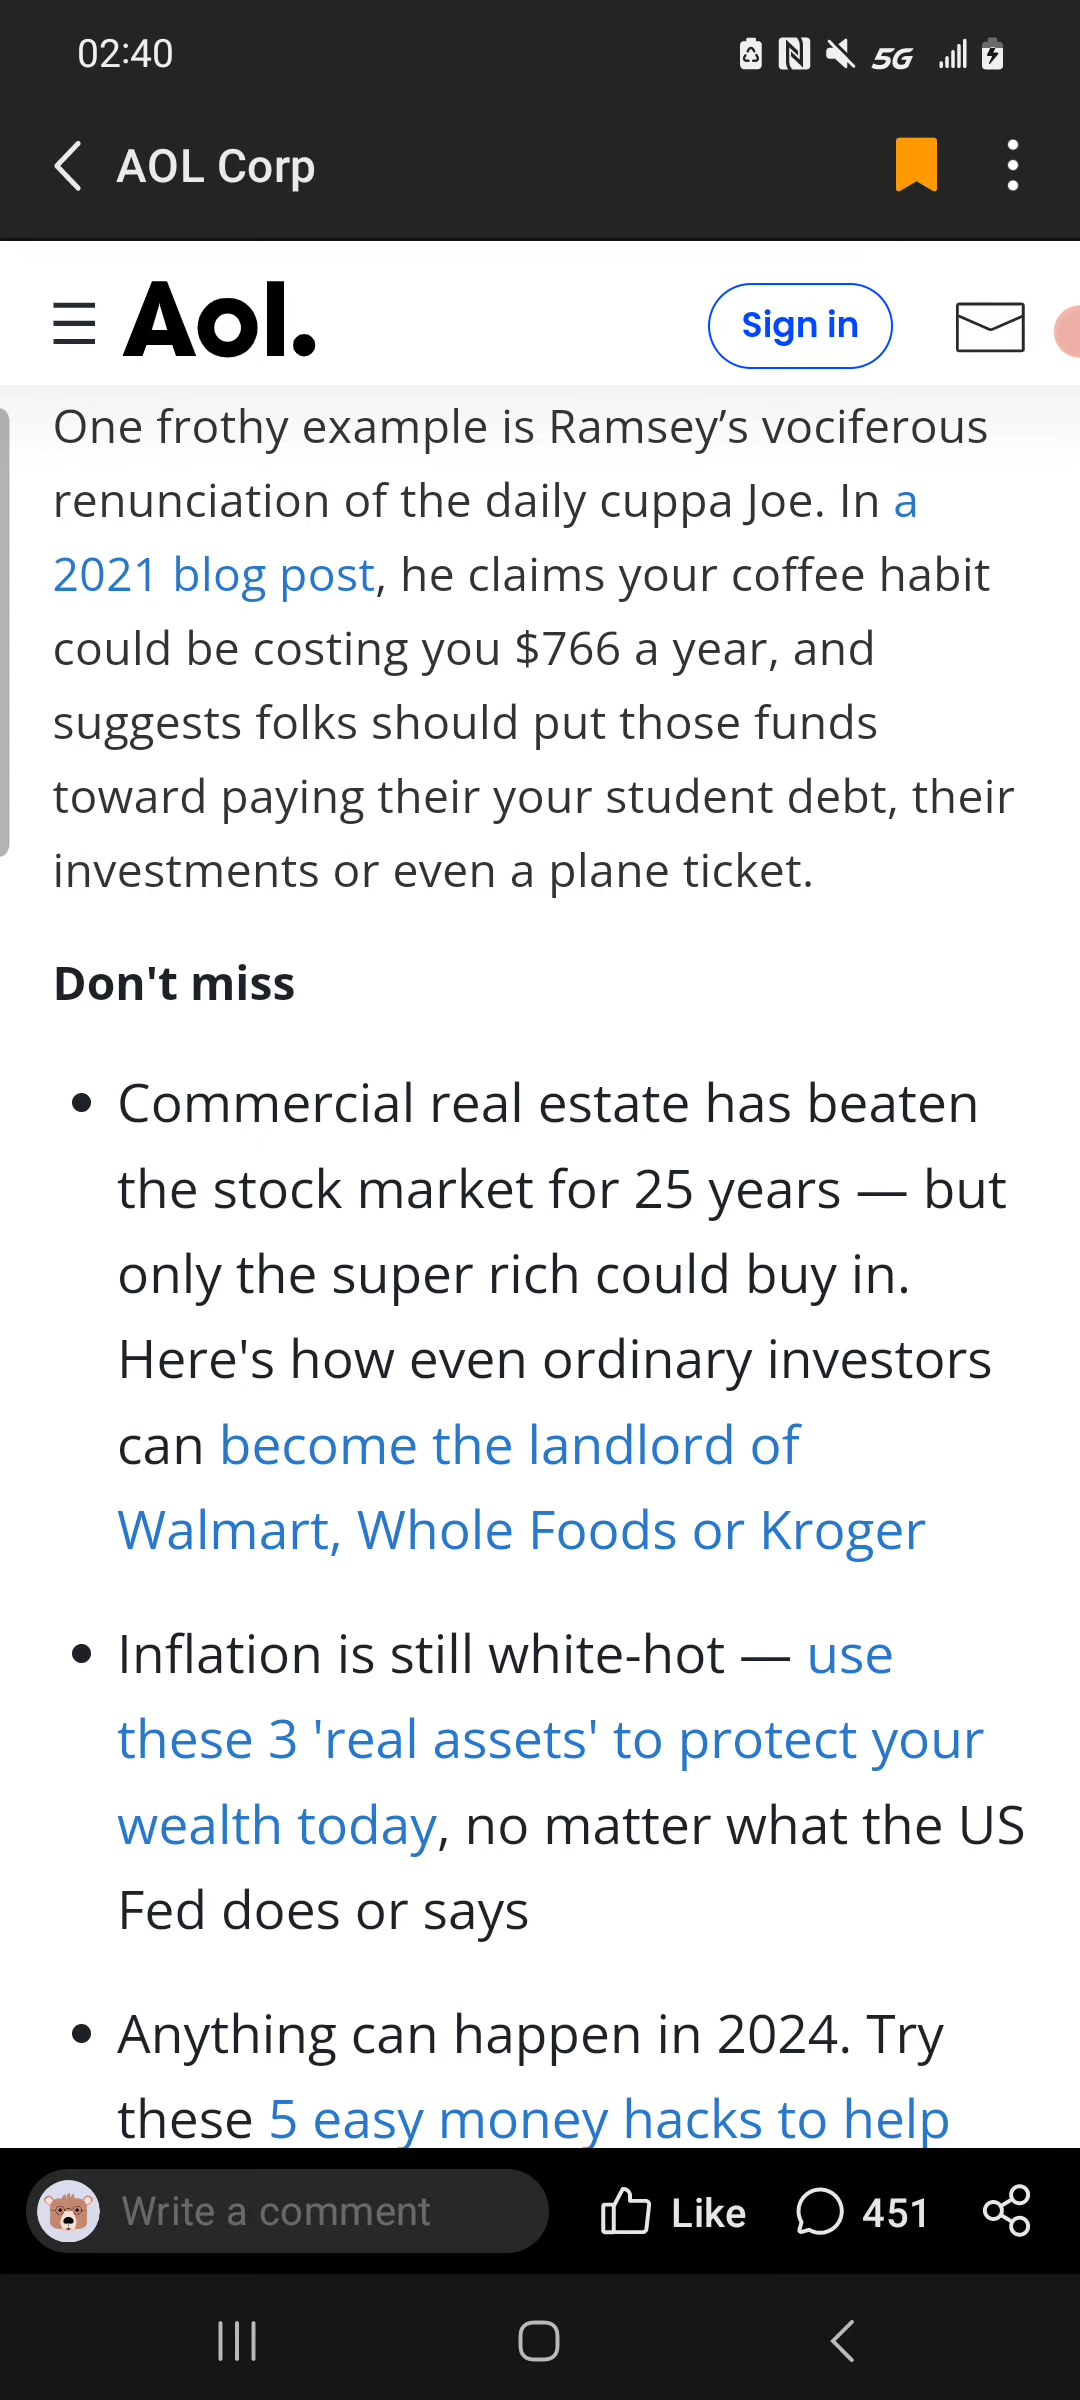 02:40
5G
AOL Corp
Aol.
Sign in
One frothy example is Ramsey’s vociferous
renunciation of the daily cuppa Joe. In a
2021 blog post, he claims your coffee habit
could be costing you $766 a year, and
suggests folks should put those funds
toward paying their your student debt, their
investments or even a plane ticket.
Don't miss
• Commercial real estate has beaten
the stock market for 25 years — but
only the super rich could buy in.
Here's how even ordinary investors
can become the landlord of
Walmart, Whole Foods or Kroger
• Inflation is still white-hot — use
these 3 'real assets' to protect your
wealth today, no matter what the US
Fed does or says
• Anything can happen in 2024. Try
these 5 easy money hacks to help
Write a comment
Like
451